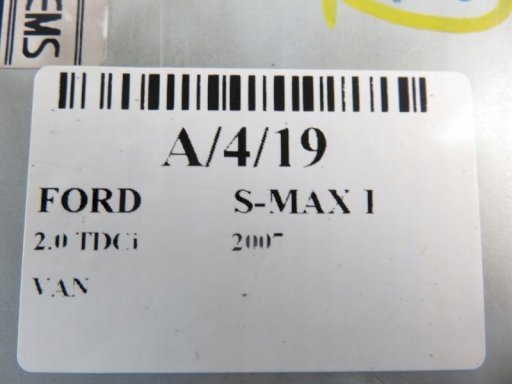 EMS
A/4/19
FORD S-MAX I
2.0 TDCi 2007
VAN